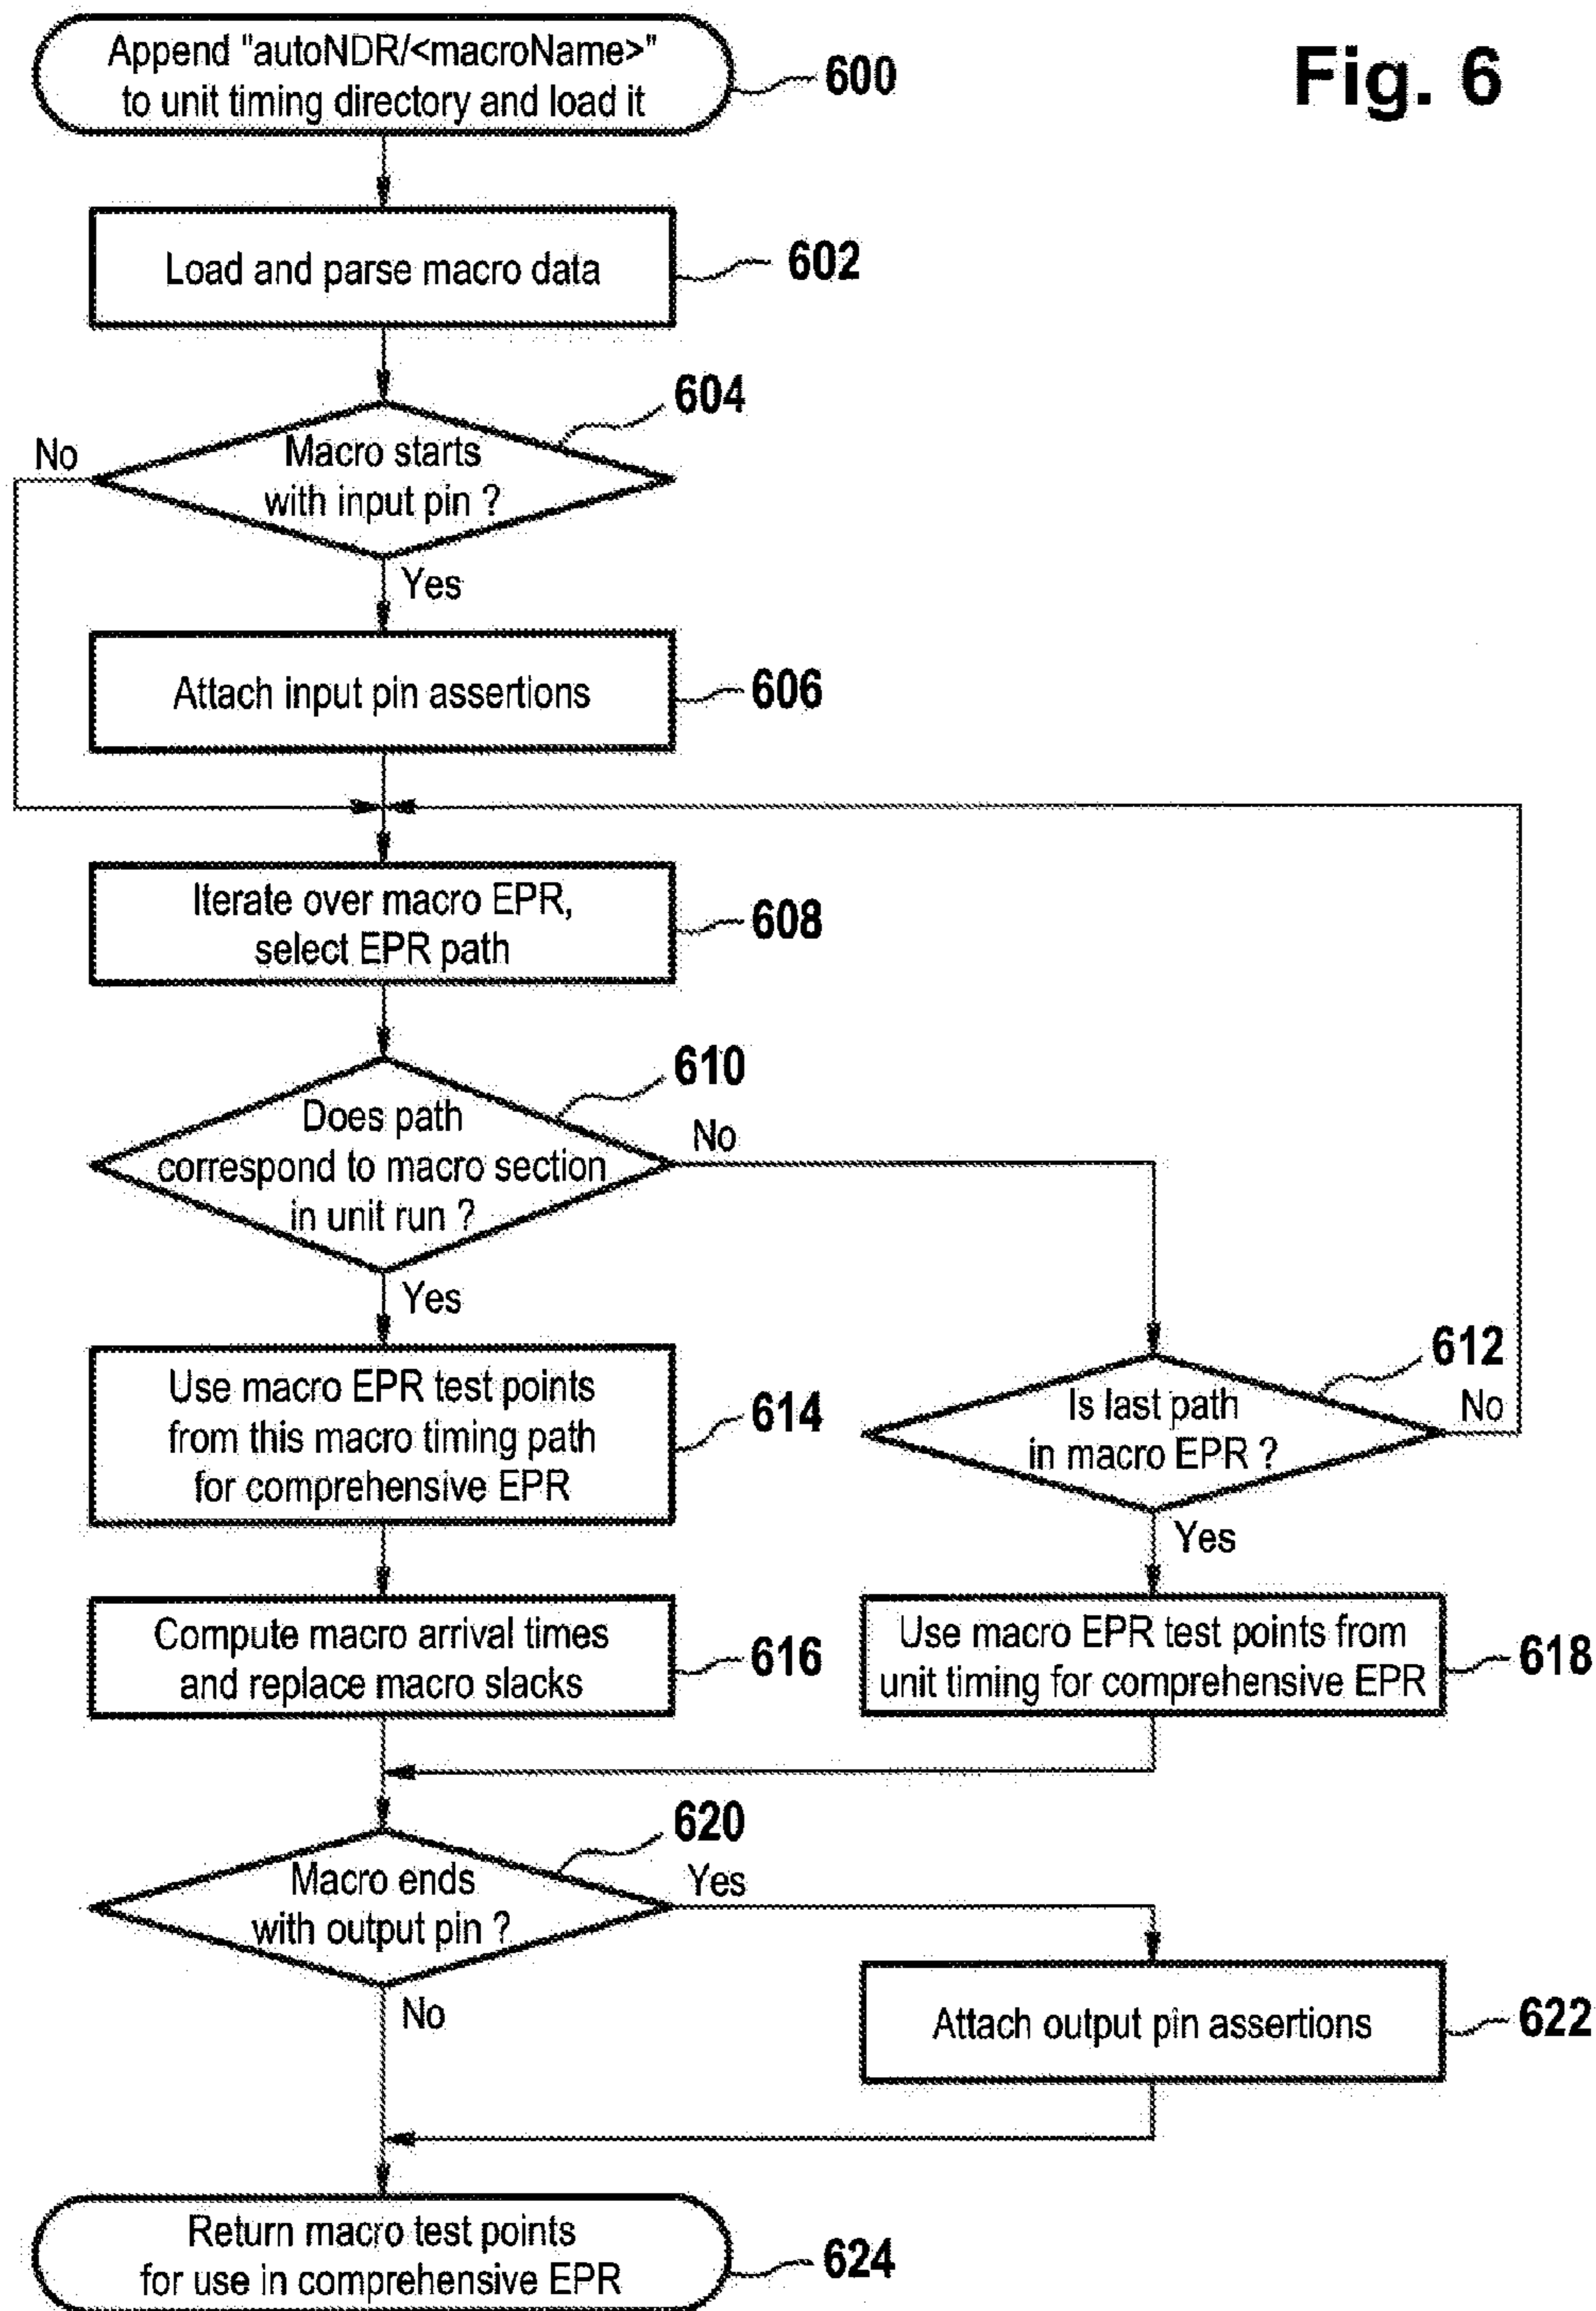 Fig. 6
Append "autoNDR/<macroName>"
to unit timing directory and load it
600
Load and parse macro data
602
604
Macro starts
with input pin ?
No
Yes
Attach input pin assertions
606
Iterate over macro EPR,
select EPR path
608
610
Does path
correspond to macro section
in unit run ?
No
Yes
612
Is last path
in macro EPR ?
No
Yes
Use macro EPR test points
from this macro timing path
for comprehensive EPR
614
Compute macro arrival times
and replace macro slacks
616
Use macro EPR test points from
unit timing for comprehensive EPR
618
620
Macro ends
with output pin ?
Yes
No
Attach output pin assertions
622
Return macro test points
for use in comprehensive EPR
624